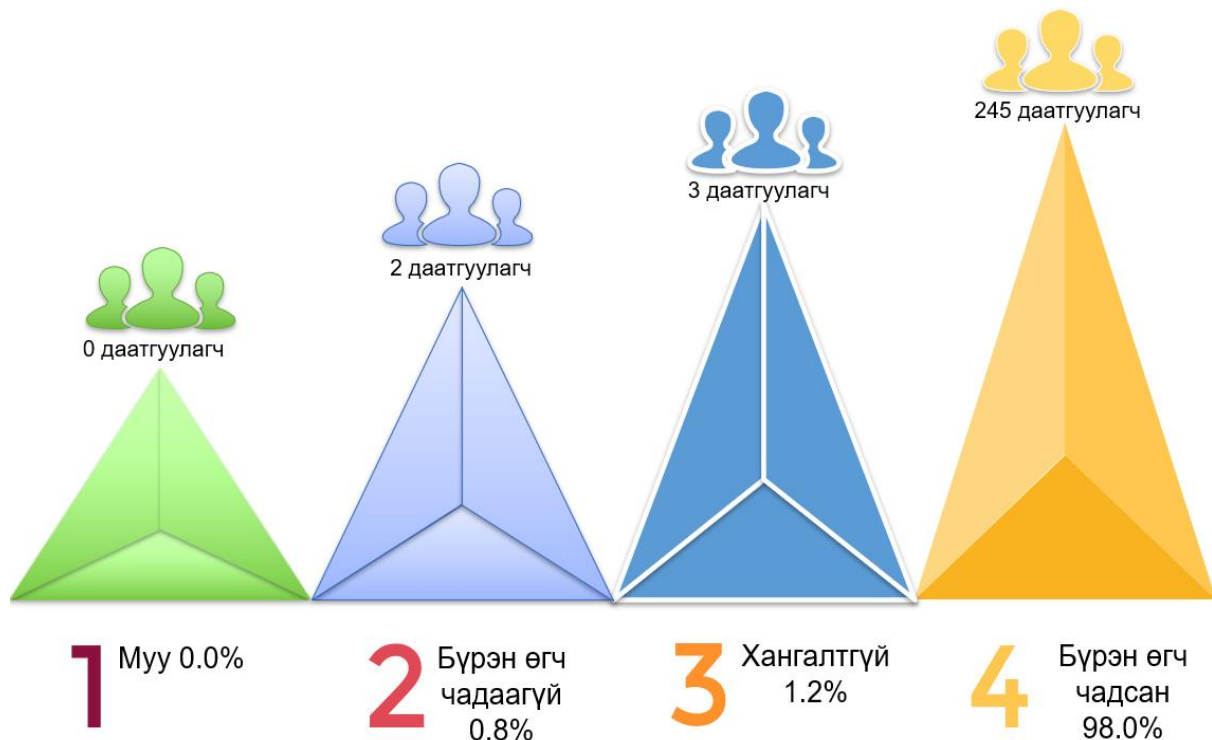 0 даатгуулагч
2 даатгуулагч
3 даатгуулагч
245 даатгуулагч
1 Муу 0.0%
2 Бүрэн өгч
чадаагүй
0.8%
3 Хангалтгүй
1.2%
4 Бүрэн өгч
чадсан
98.0%